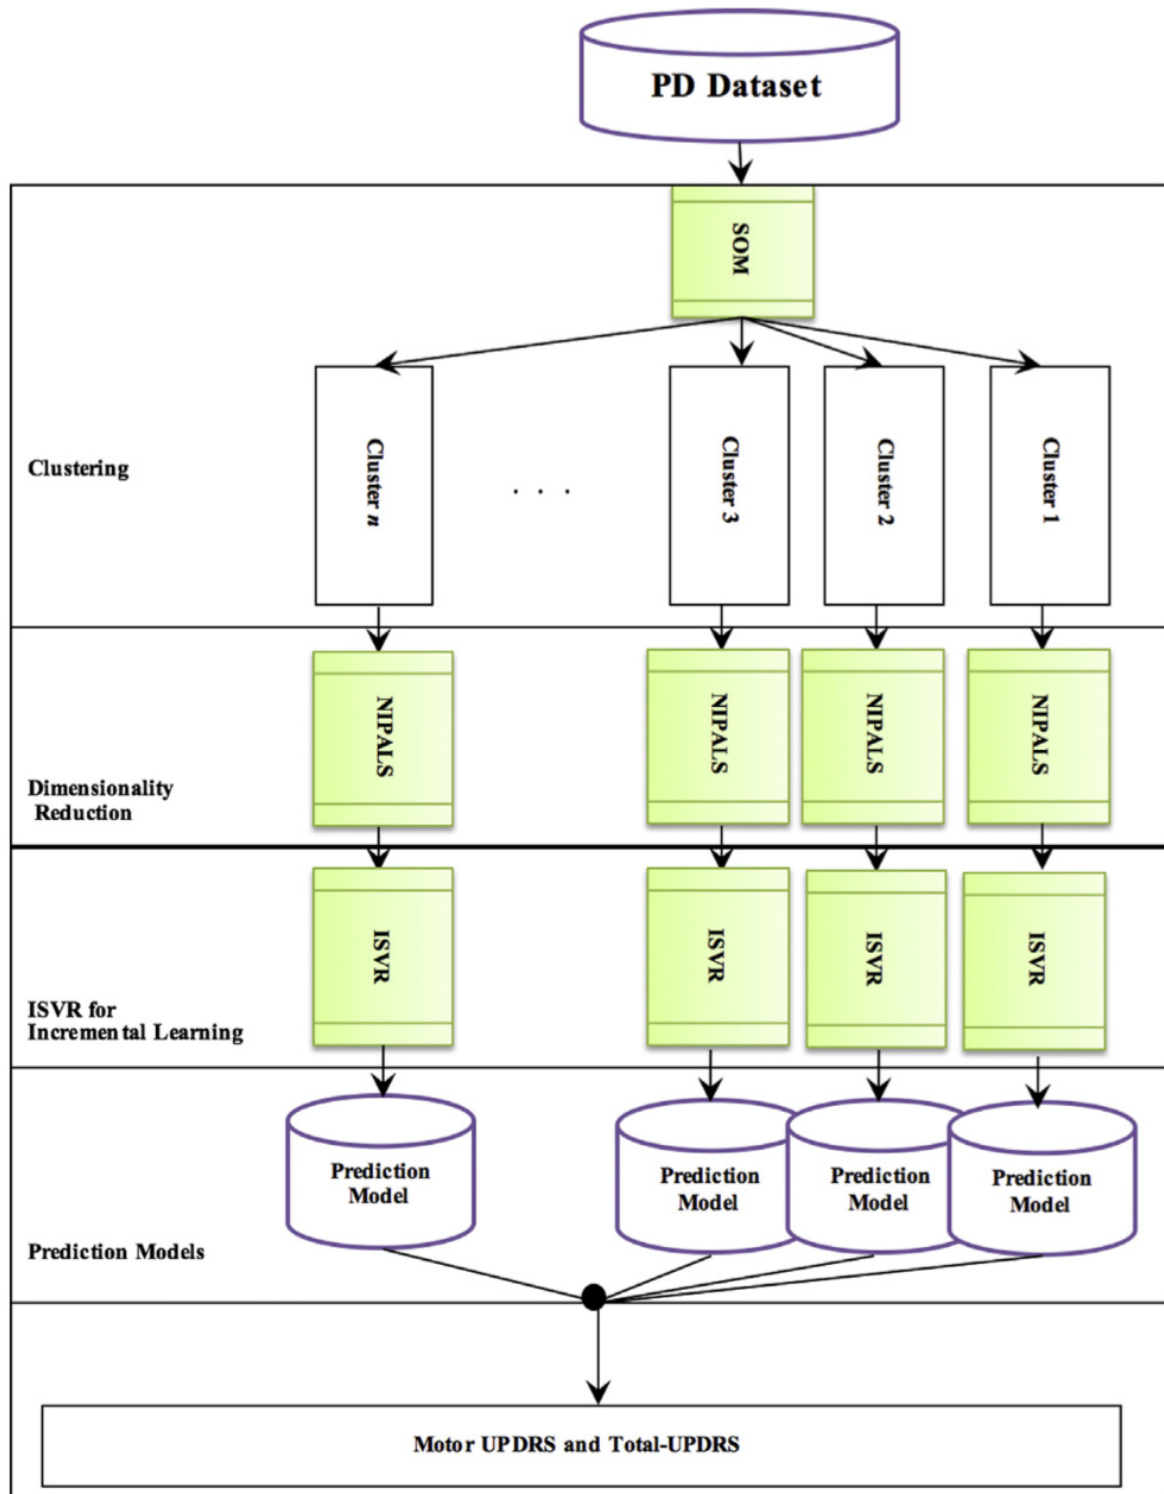 PD Dataset
SOM
Clustering
Cluster n
. . .
Cluster 3
Cluster 2
Cluster 1
Dimensionality
Reduction
NIPALS
NIPALS
NIPALS
NIPALS
ISVR for
Incremental Learning
ISVR
ISVR
ISVR
ISVR
Prediction Models
Prediction
Model
Prediction
Model
Prediction
Model
Prediction
Model
Motor UPDRS and Total-UPDRS